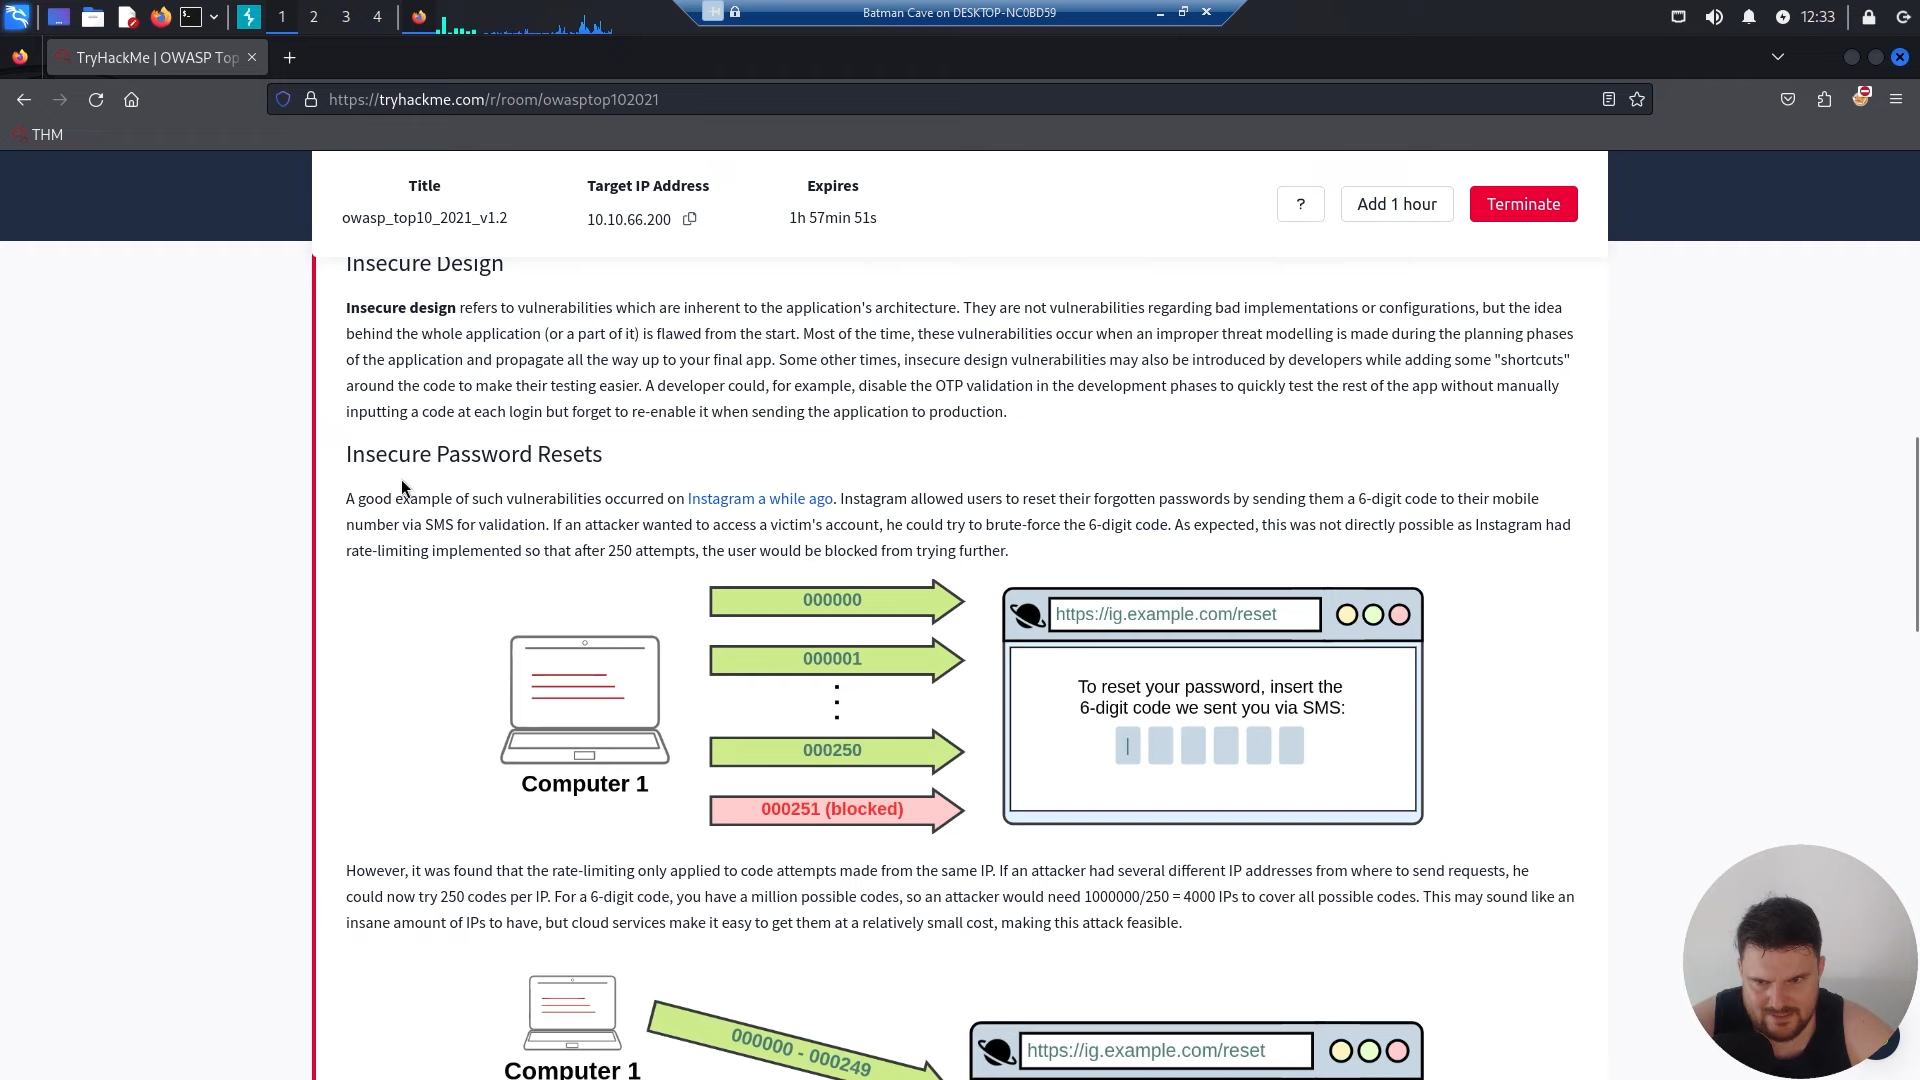 1 2 3 4
Batman Cave on DESKTOP-NC0BD59
12:33
TryHackMe | OWASP Top
https://tryhackme.com/r/room/owasptop102021
THM
Title
Target IP Address
Expires
owasp_top10_2021_v1.2
10.10.66.200
1h 57min 51s
?
Add 1 hour
Terminate
Insecure Design
Insecure design refers to vulnerabilities which are inherent to the application's architecture. They are not vulnerabilities regarding bad implementations or configurations, but the idea
behind the whole application (or a part of it) is flawed from the start. Most of the time, these vulnerabilities occur when an improper threat modelling is made during the planning phases
of the application and propagate all the way up to your final app. Some other times, insecure design vulnerabilities may also be introduced by developers while adding some "shortcuts"
around the code to make their testing easier. A developer could, for example, disable the OTP validation in the development phases to quickly test the rest of the app without manually
inputting a code at each login but forget to re-enable it when sending the application to production.
Insecure Password Resets
A good example of such vulnerabilities occurred on Instagram a while ago. Instagram allowed users to reset their forgotten passwords by sending them a 6-digit code to their mobile
number via SMS for validation. If an attacker wanted to access a victim's account, he could try to brute-force the 6-digit code. As expected, this was not directly possible as Instagram had
rate-limiting implemented so that after 250 attempts, the user would be blocked from trying further.
000000
000001
000250
000251 (blocked)
Computer 1
https://ig.example.com/reset
To reset your password, insert the
6-digit code we sent you via SMS:
However, it was found that the rate-limiting only applied to code attempts made from the same IP. If an attacker had several different IP addresses from where to send requests, he
could now try 250 codes per IP. For a 6-digit code, you have a million possible codes, so an attacker would need 1000000/250 = 4000 IPs to cover all possible codes. This may sound like an
insane amount of IPs to have, but cloud services make it easy to get them at a relatively small cost, making this attack feasible.
000000 - 000249
https://ig.example.com/reset
Computer 1